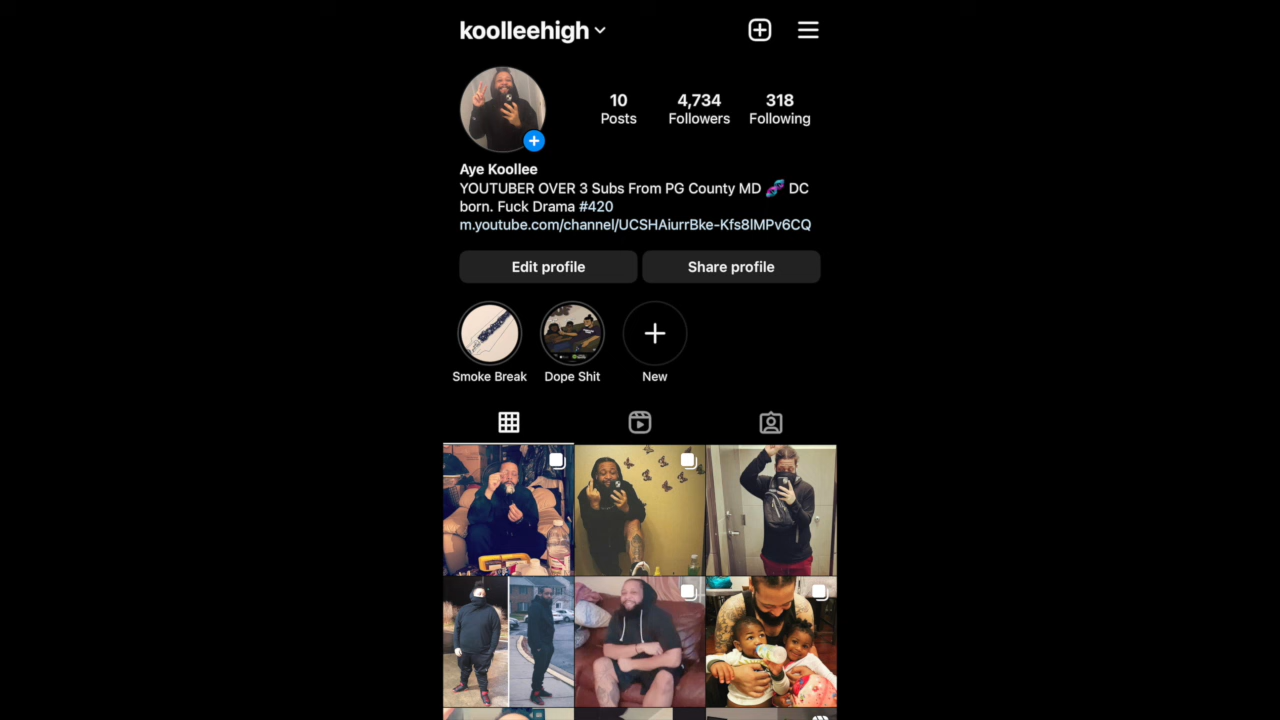 koolleehigh
10 4,734 318
Posts Followers Following
Aye Koollee
YOUTUBER OVER 3 Subs From PG County MD 🧬 DC
born. Fuck Drama #420
m.youtube.com/channel/UCSHAiurrBke-Kfs8lMPv6CQ
Edit profile Share profile
Smoke Break Dope Shit New